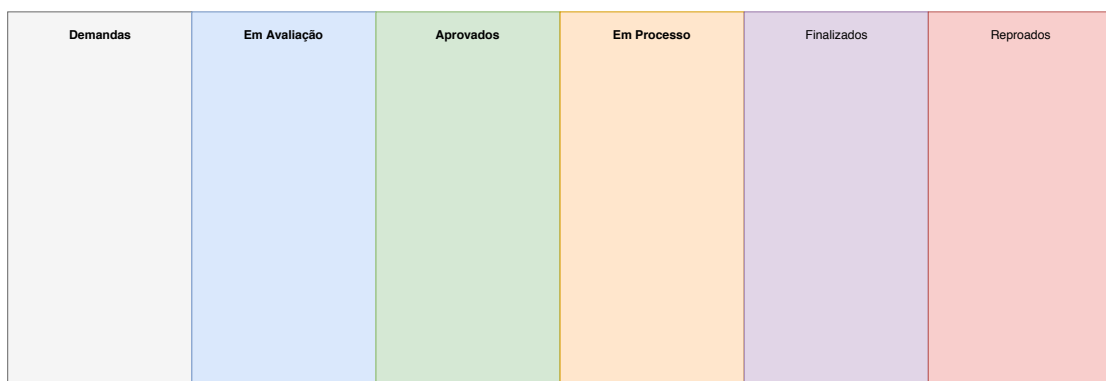 Demandas
Em Avaliação
Aprovados
Em Processo
Finalizados
Reproados